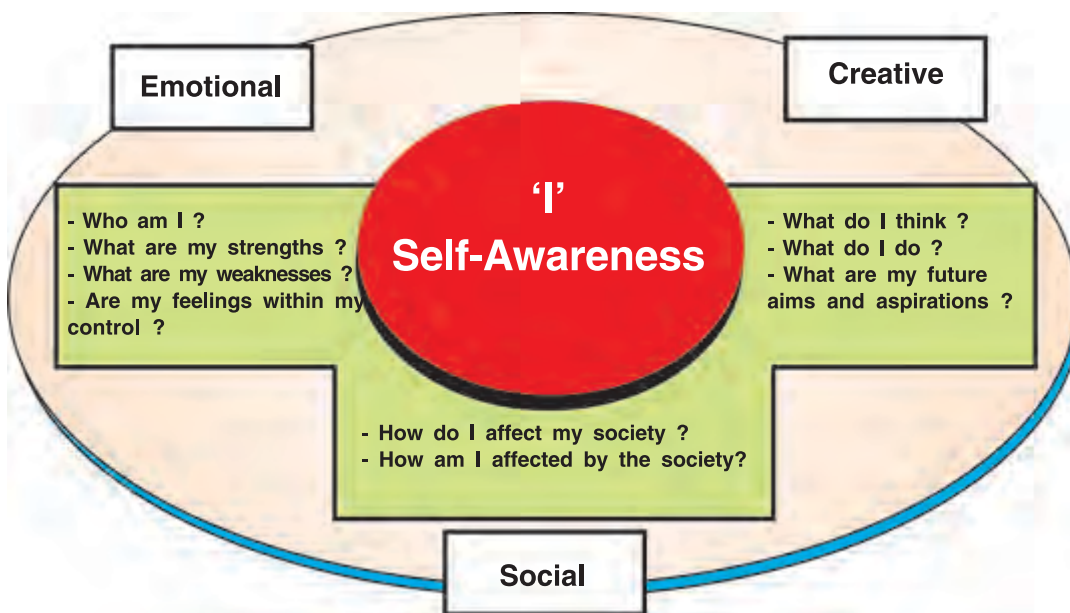 Emotional
Creative
'I'
Self-Awareness
- Who am I ?
- What are my strengths ?
- What are my weaknesses ?
- Are my feelings within my
control ?
- What do I think ?
- What do I do ?
- What are my future
aims and aspirations ?
- How do I affect my society ?
- How am I affected by the society?
Social